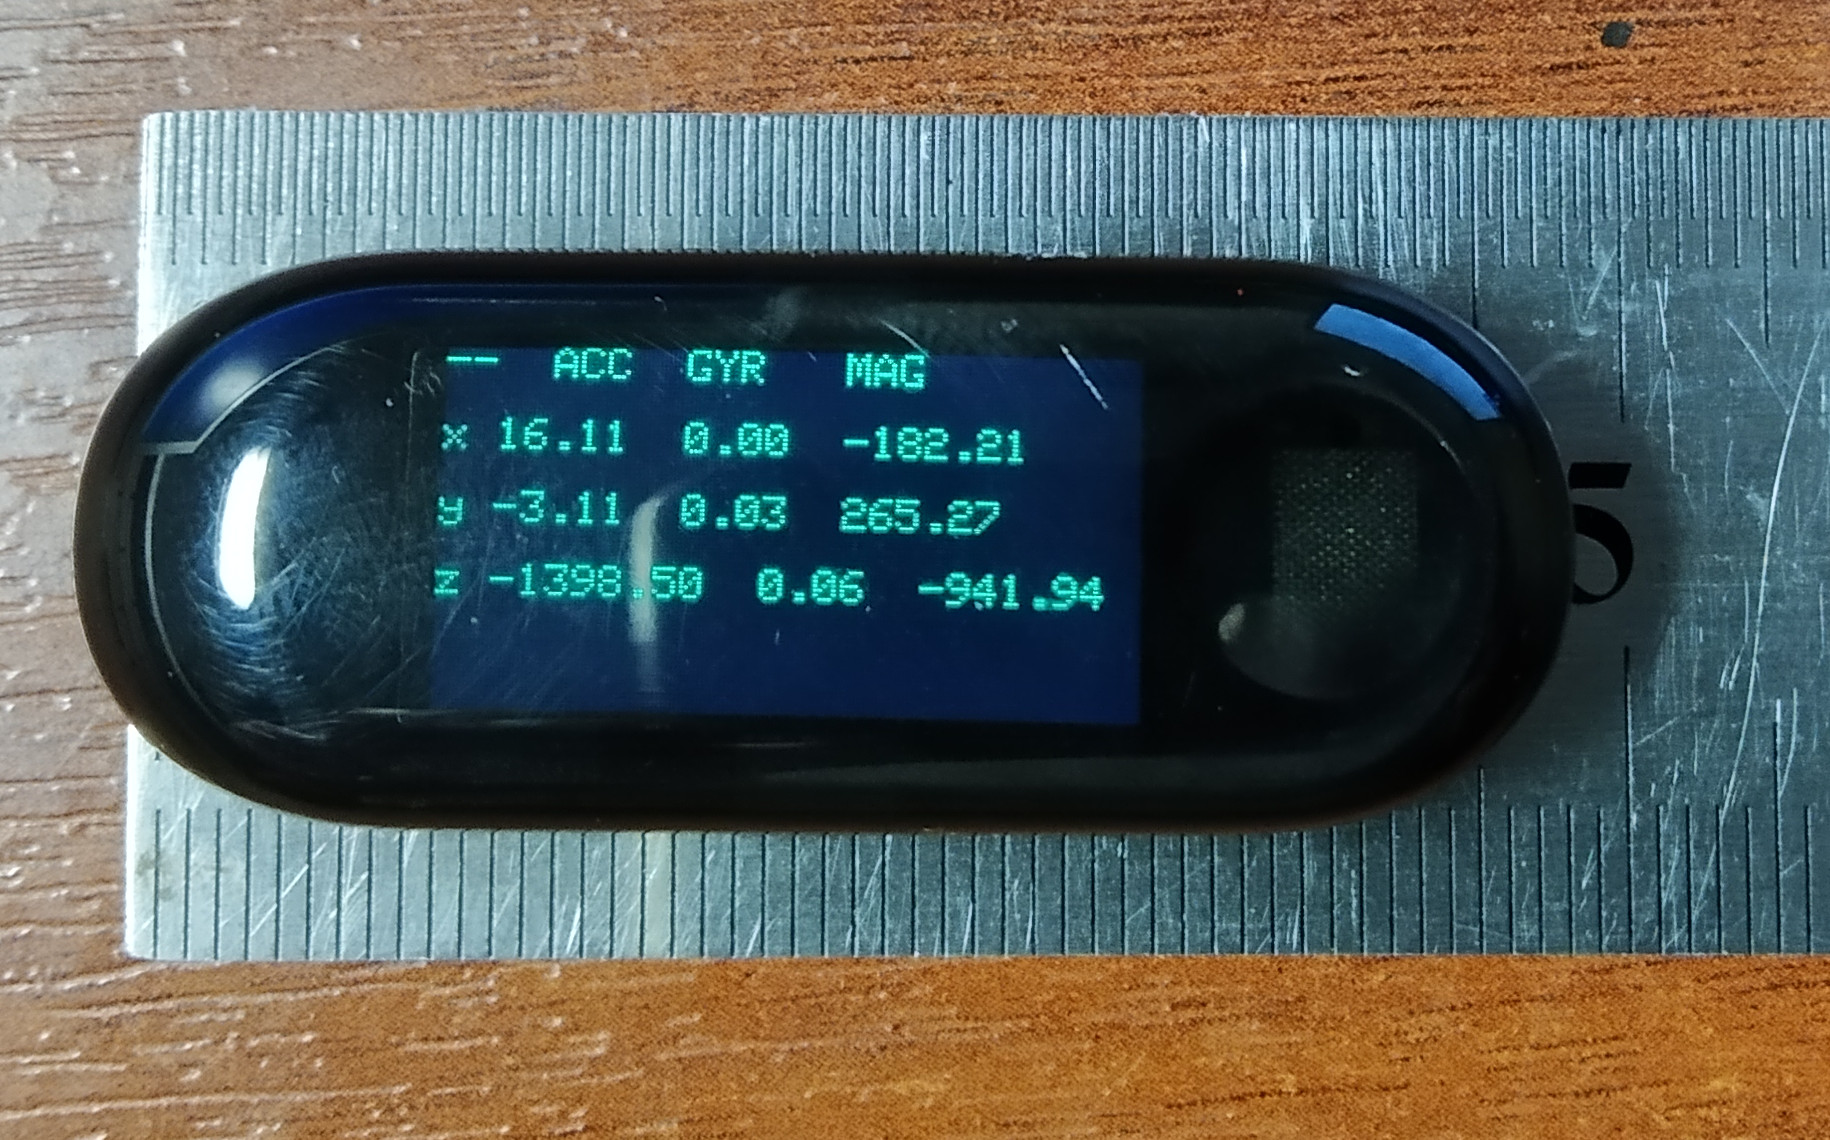 -- ACC GYR MAG
x 16.11 0.00 -182.21
y -3.11 0.03 265.27
z -1398.50 0.06 -941.94
5